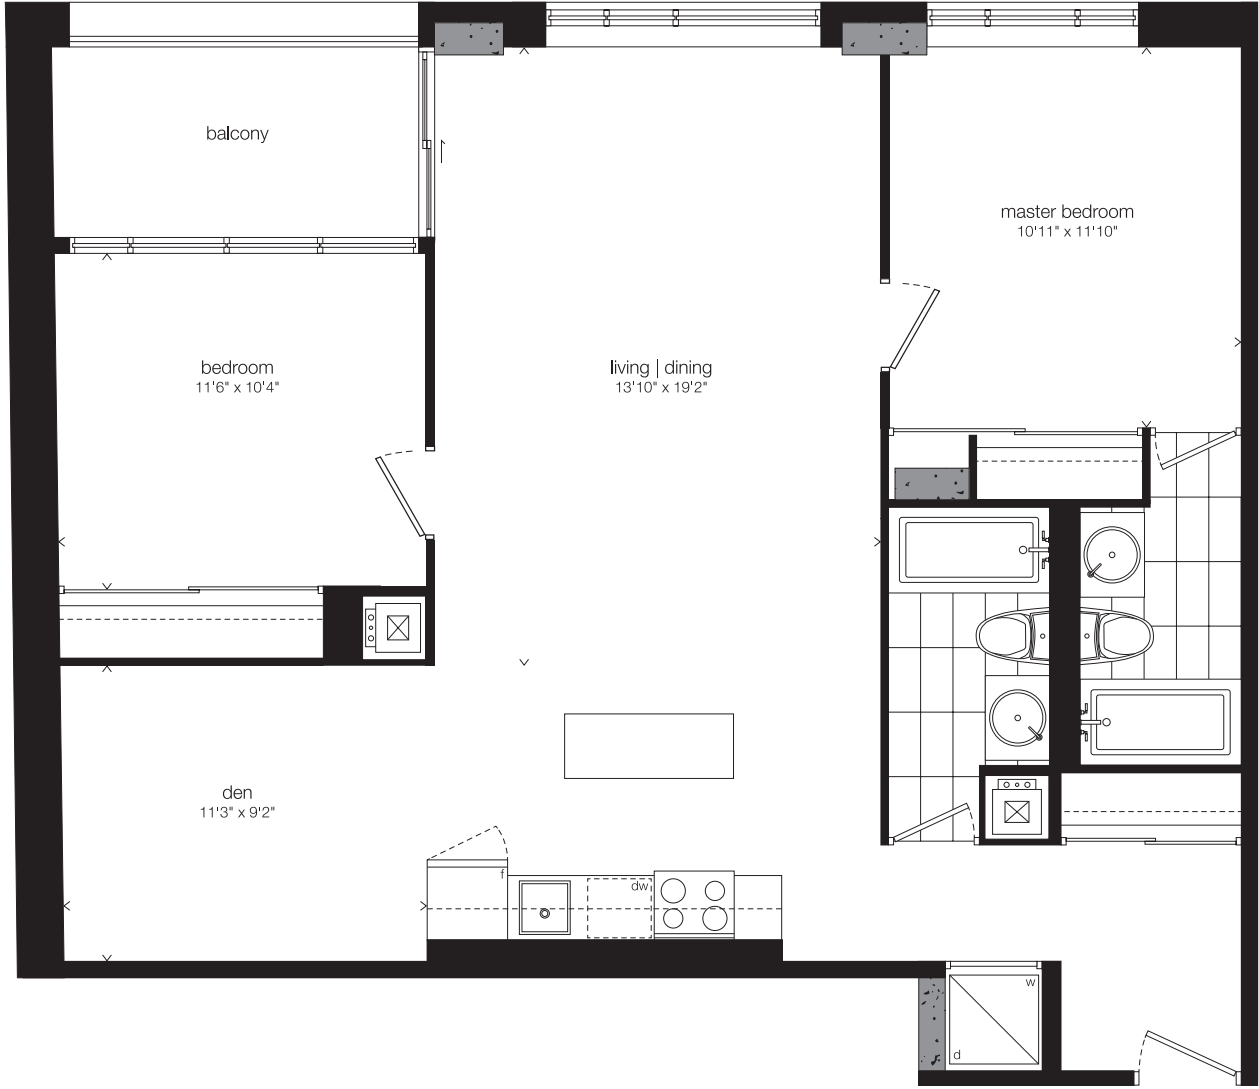 balcony
master bedroom
10'11" x 11'10"
bedroom
11'6" x 10'4"
living | dining
13'10" x 19'2"
den
11'3" x 9'2"
f
dw
w
d